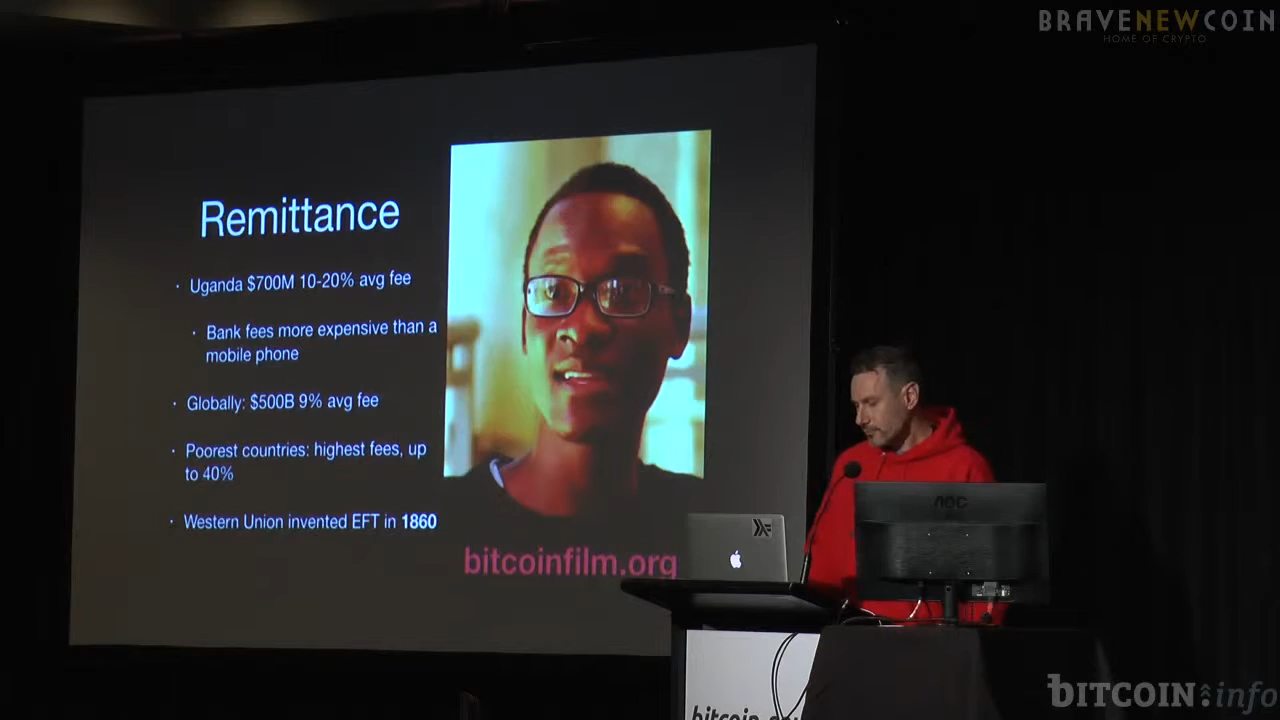 BRAVENEWCOIN
HOME OF CRYPTO
Remittance
· Uganda $700M 10-20% avg fee
· Bank fees more expensive than a
mobile phone
· Globally: $500B 9% avg fee
· Poorest countries: highest fees, up
to 40%
· Western Union invented EFT in 1860
bitcoinfilm.org
AOC
BITCOIN:info